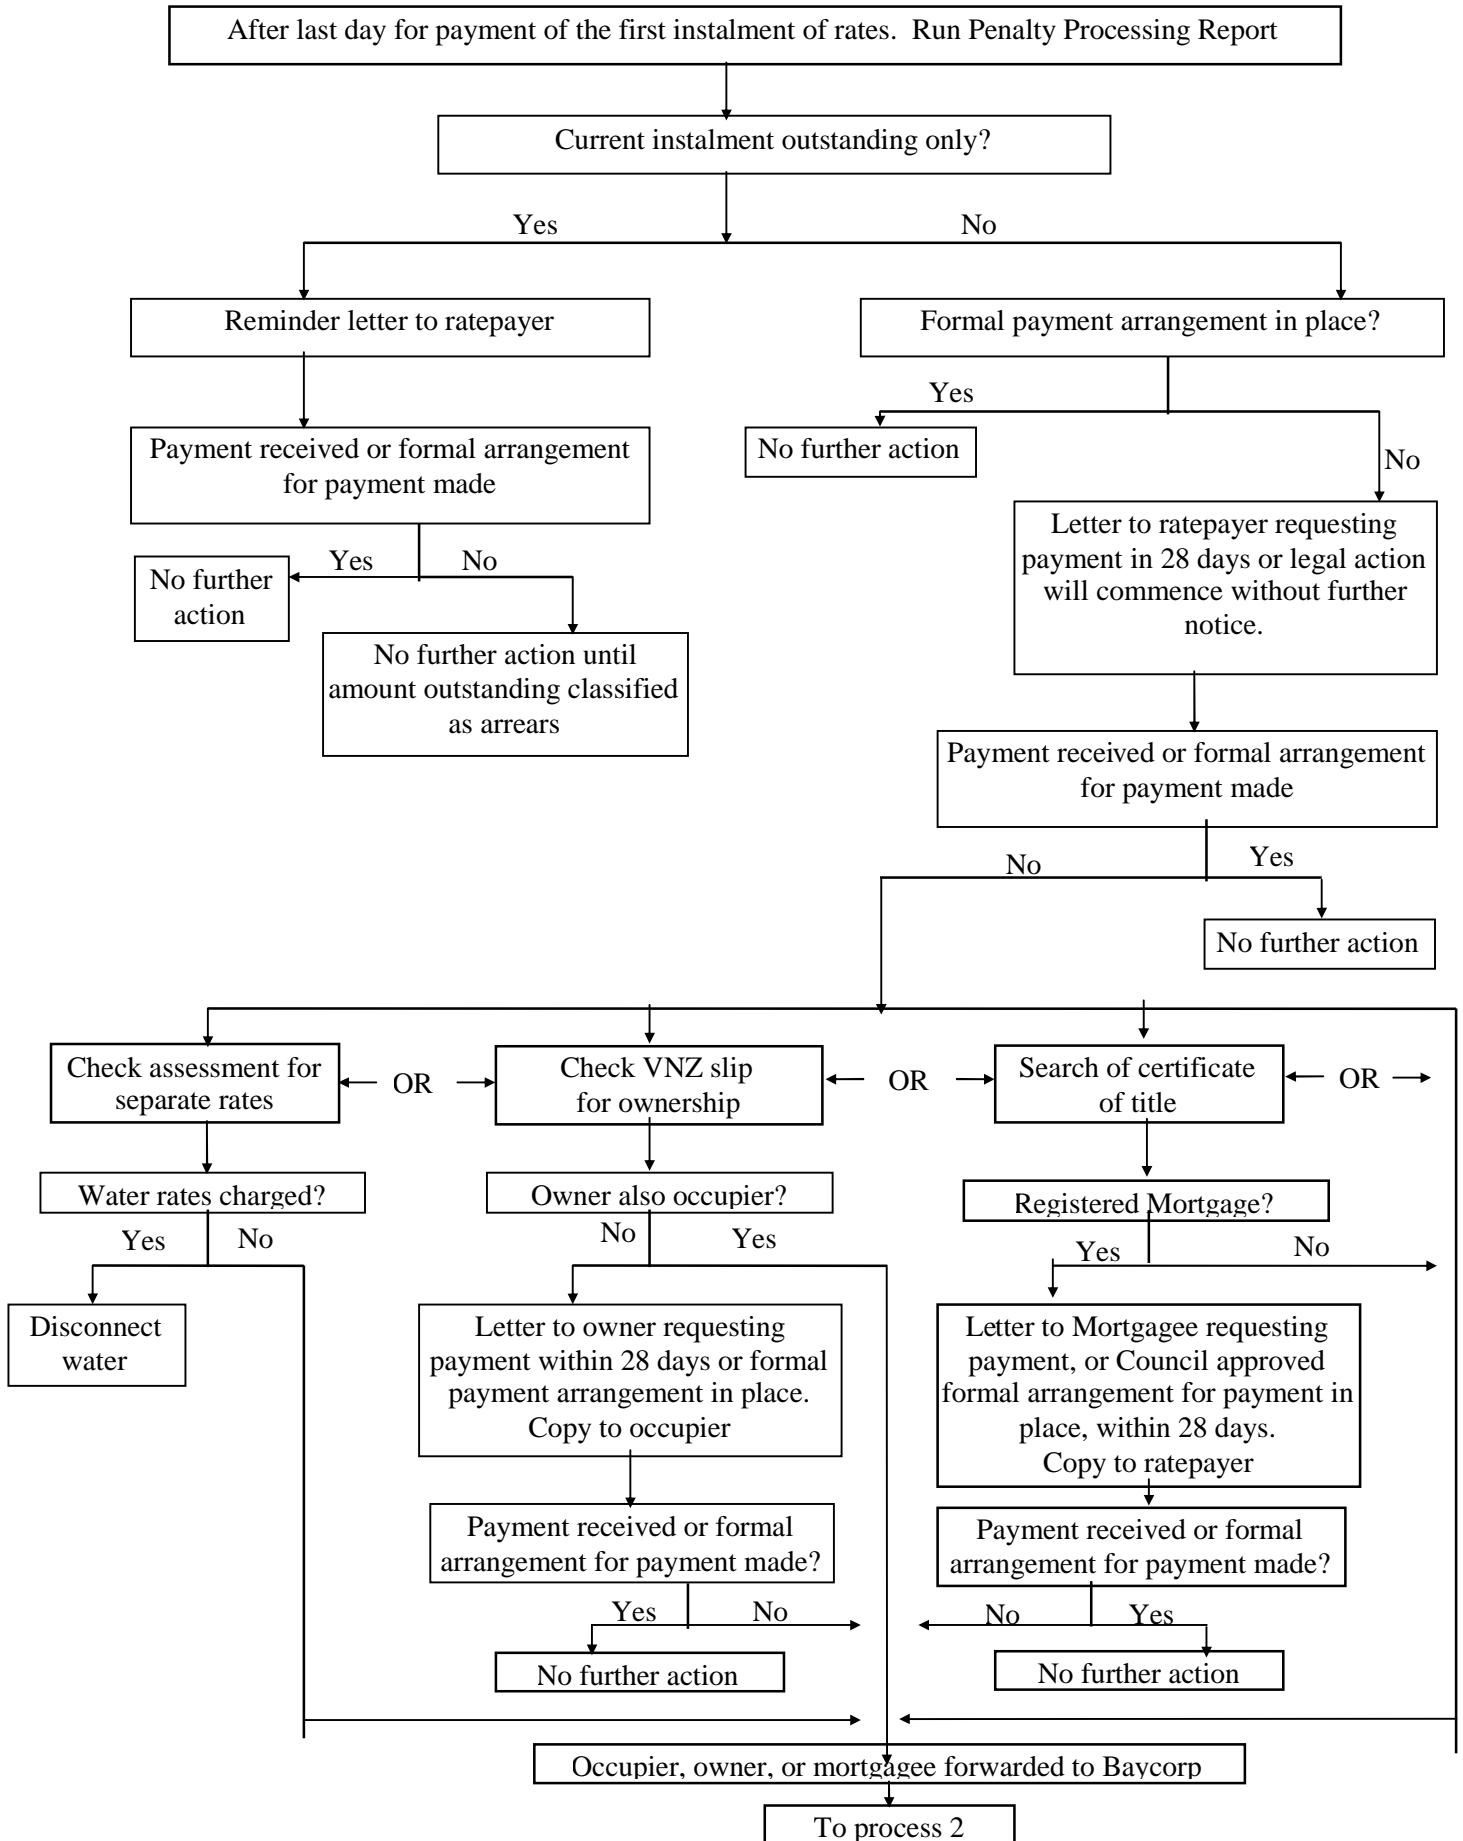 After last day for payment of the first instalment of rates.  Run Penalty Processing Report
Current instalment outstanding only?
Yes
No
Reminder letter to ratepayer
Formal payment arrangement in place?
Yes
Payment received or formal arrangement
for payment made
No further action
No
Letter to ratepayer requesting
payment in 28 days or legal action
will commence without further
notice.
Yes
No
No further
action
No further action until
amount outstanding classified
as arrears
Payment received or formal arrangement
for payment made
No
Yes
No further action
Check assessment for
separate rates
OR
Check VNZ slip
for ownership
OR
Search of certificate
of title
OR
Water rates charged?
Owner also occupier?
Registered Mortgage?
Yes
No
No
Yes
Yes
No
Disconnect
water
Letter to owner requesting
payment within 28 days or formal
payment arrangement in place.
Copy to occupier
Letter to Mortgagee requesting
payment, or Council approved
formal arrangement for payment in
place, within 28 days.
Copy to ratepayer
Payment received or formal
arrangement for payment made?
Payment received or formal
arrangement for payment made?
Yes
No
No
Yes
No further action
No further action
Occupier, owner, or mortgagee forwarded to Baycorp
To process 2